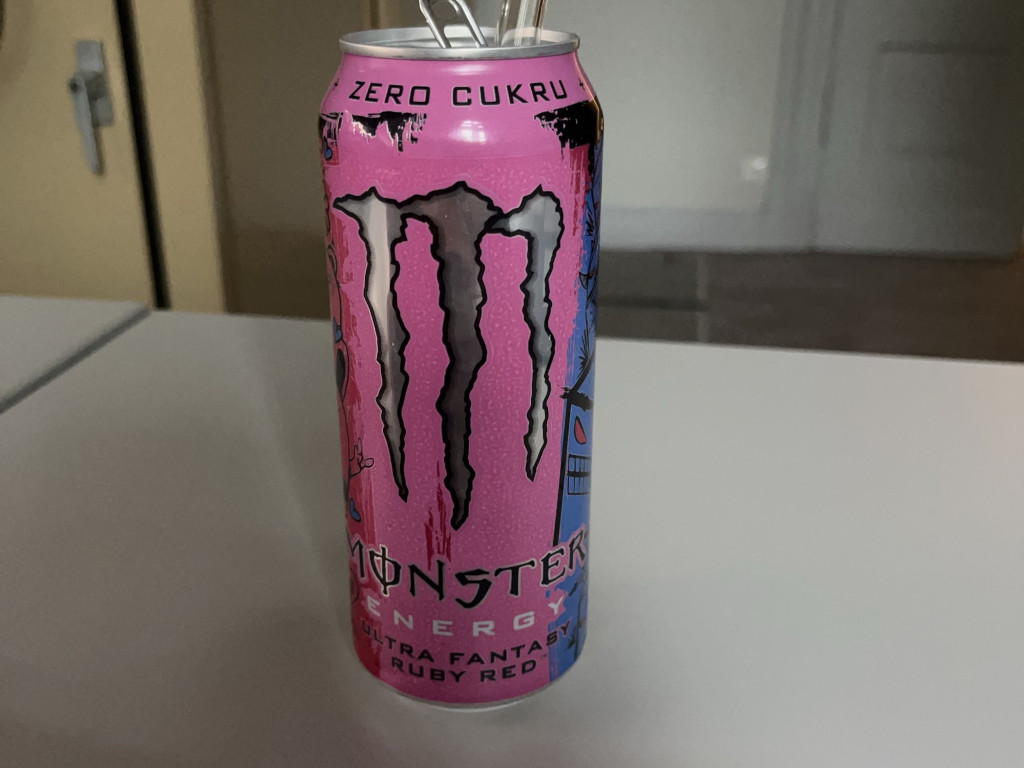 ZERO CUKRU
MONSTER
ENERGY
ULTRA FANTASY
RUBY RED